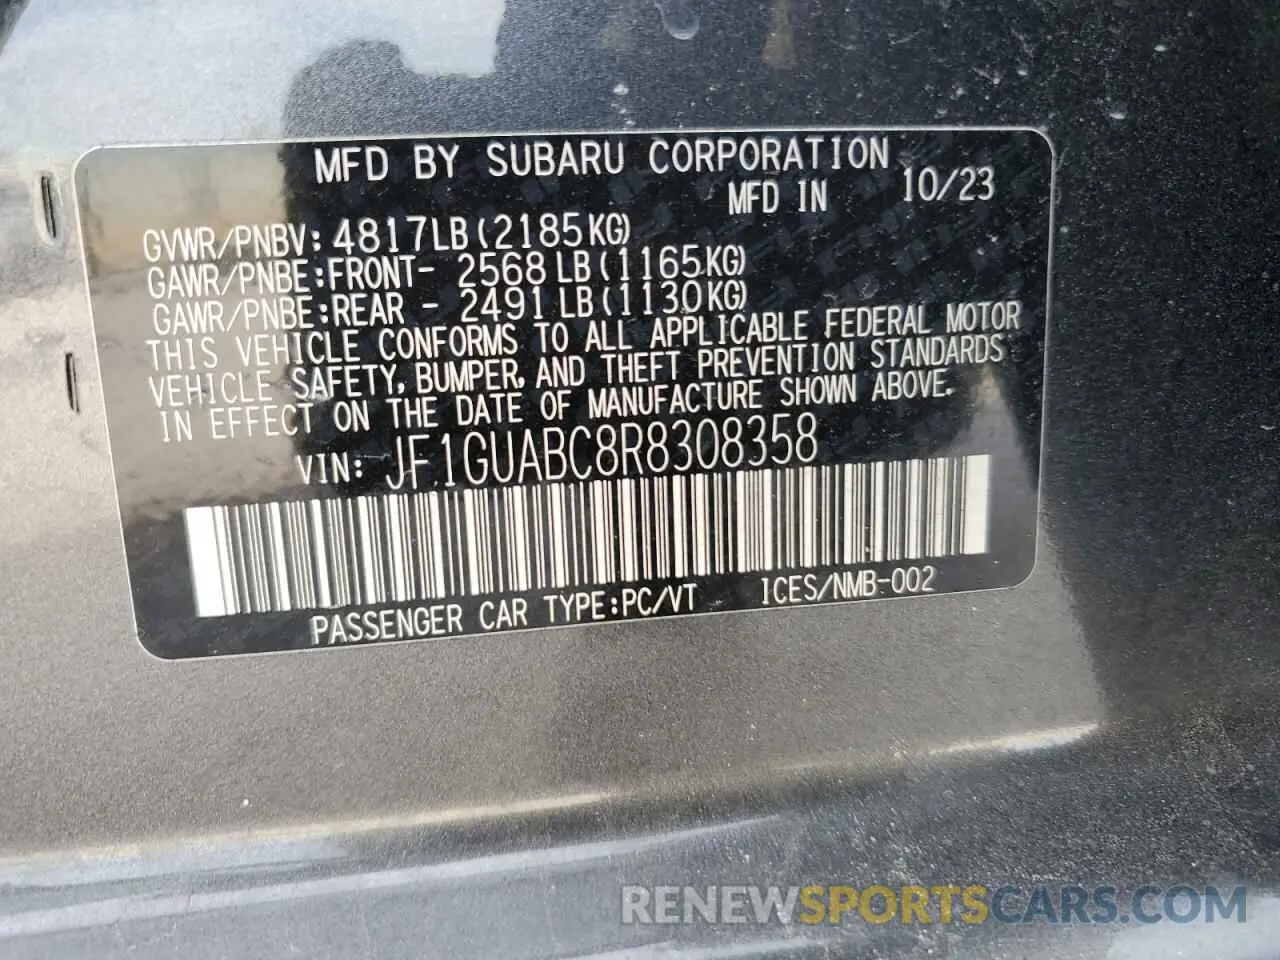 MFD BY SUBARU CORPORATION
MFD IN 10/23
GVWR/PNBV: 4817LB(2185KG)
GAWR/PNBE:FRONT- 2568LB(1165KG)
GAWR/PNBE:REAR - 2491LB(1130KG)
THIS VEHICLE CONFORMS TO ALL APPLICABLE FEDERAL MOTOR
VEHICLE SAFETY, BUMPER, AND THEFT PREVENTION STANDARDS
IN EFFECT ON THE DATE OF MANUFACTURE SHOWN ABOVE.
VIN: JF1GUABC8R8308358
PASSENGER CAR TYPE:PC/VT ICES/NMB-002
RENEWSPORTSCARS.COM